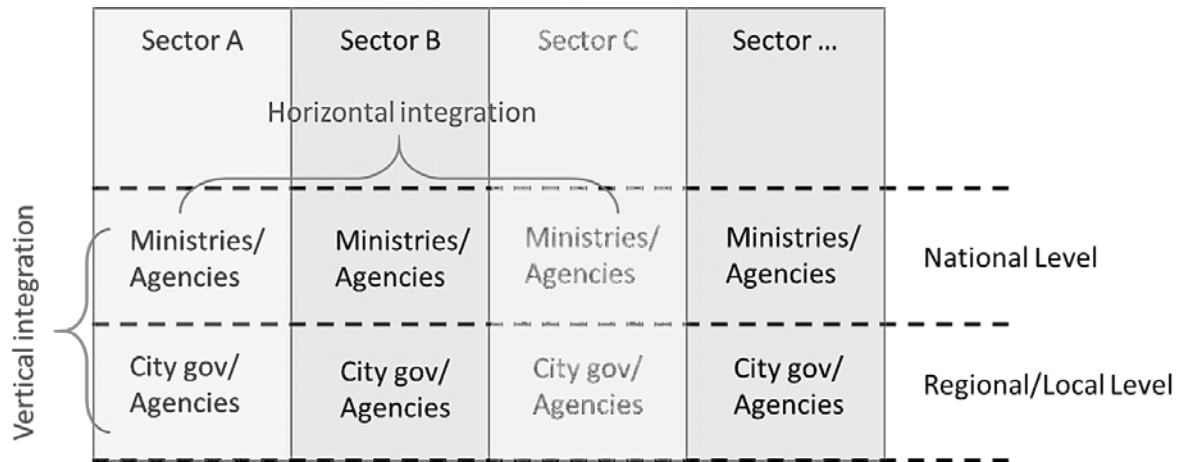 Sector A
Sector B
Sector C
Sector ...
Horizontal integration
Vertical integration
Ministries/
Agencies
Ministries/
Agencies
Ministries/
Agencies
Ministries/
Agencies
National Level
City gov/
Agencies
City gov/
Agencies
City gov/
Agencies
City gov/
Agencies
Regional/Local Level